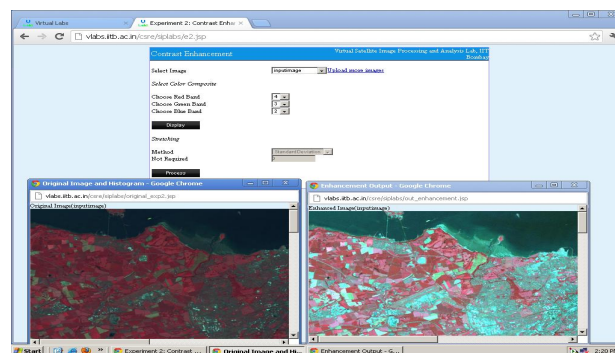 Virtual Labs
Experiment 2: Contrast Enhan
vlabs.iitb.ac.in/csre/siplabs/e2.jsp
Contrast Enhancement
Virtual Satellite Image Processing and Analysis Lab, IIT Bombay
Select Image
inputimage
Upload more images
Select Color Composite
Choose Red Band 4
Choose Green Band 3
Choose Blue Band 2
Display
Stretching
Method
Standard Deviation
Not Required
Process
Original Image and Histogram - Google Chrome
vlabs.iitb.ac.in/csre/siplabs/original_exp2.jsp
Original Image(inputimage)
Enhancement Output - Google Chrome
vlabs.iitb.ac.in/csre/siplabs/out_enhancement.jsp
Enhanced Image(inputimage)
Start
Experiment 2: Contrast ...
Original Image and Hi...
Enhancement Output - G...
2:20 PM